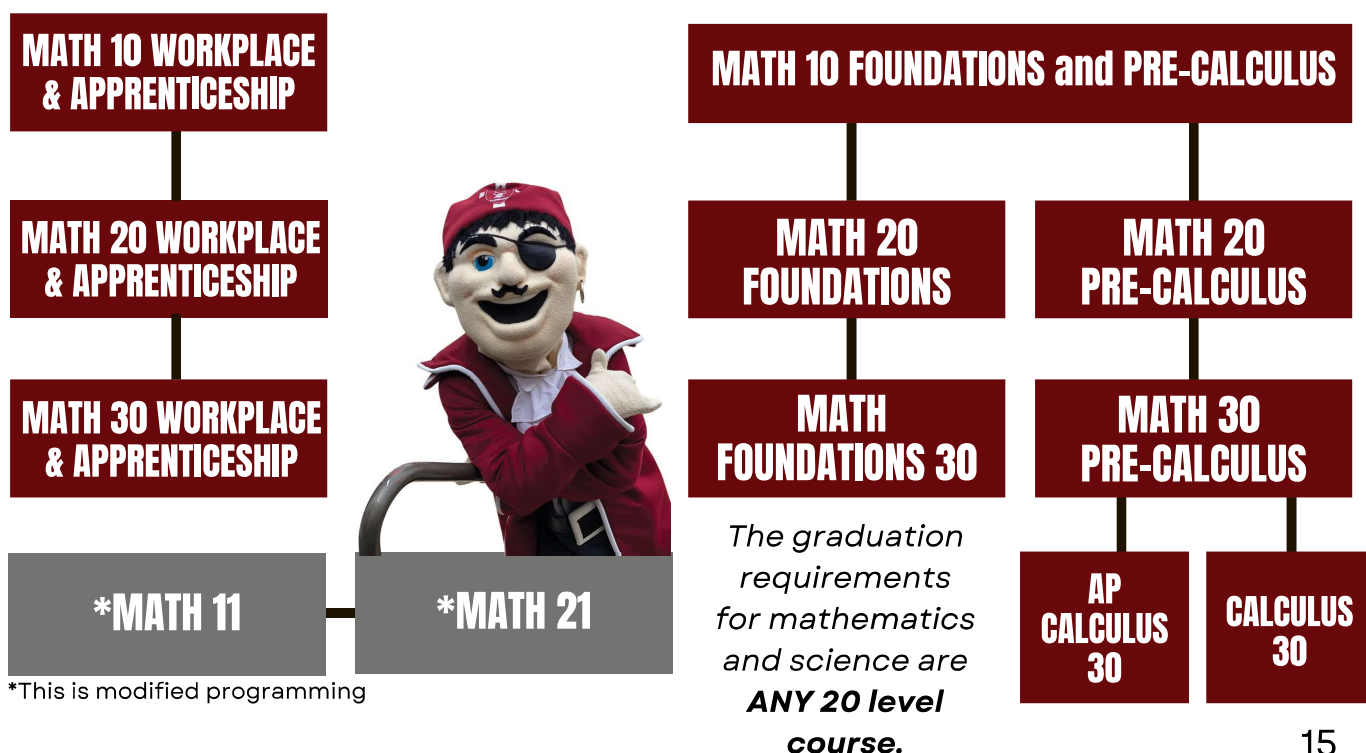 MATH 10 WORKPLACE
& APPRENTICESHIP
MATH 20 WORKPLACE
& APPRENTICESHIP
MATH 30 WORKPLACE
& APPRENTICESHIP
*MATH 11
*MATH 21
*This is modified programming
MATH 10 FOUNDATIONS and PRE-CALCULUS
MATH 20
FOUNDATIONS
MATH
FOUNDATIONS 30
MATH 20
PRE-CALCULUS
MATH 30
PRE-CALCULUS
AP
CALCULUS
30
CALCULUS
30
The graduation
requirements
for mathematics
and science are
ANY 20 level
course.
15